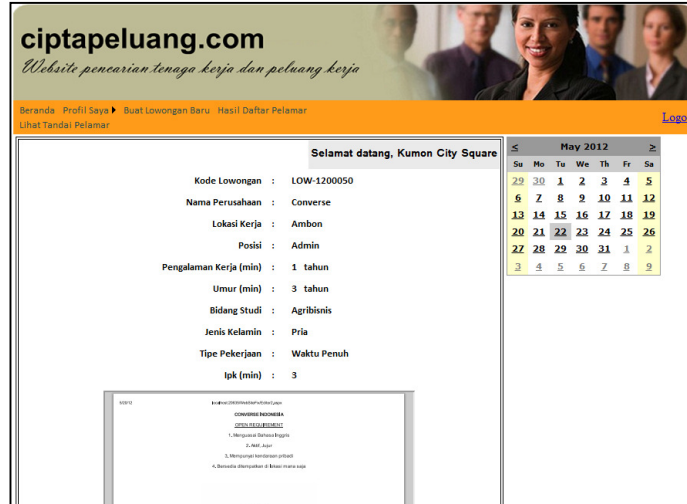 ciptapeluang.com
Website pencarian tenaga kerja dan peluang kerja
Beranda Profil Saya Buat Lowongan Baru Hasil Daftar Pelamar
Lihat Tandai Pelamar
Logo
Selamat datang, Kumon City Square
Kode Lowongan : LOW-1200050
Nama Perusahaan : Converse
Lokasi Kerja : Ambon
Posisi : Admin
Pengalaman Kerja (min) : 1 tahun
Umur (min) : 3 tahun
Bidang Studi : Agribisnis
Jenis Kelamin : Pria
Tipe Pekerjaan : Waktu Penuh
Ipk (min) : 3
CONVERSE INDONESIA
OPEN REQUIREMENT
1. Menguasai Bahasa Inggris
2. Aktif, Jujur
3. Mempunyai kendaraan pribadi
4. Bersedia ditempatkan di lokasi mana saja
< May 2012 >
Su Mo Tu We Th Fr Sa
29 30 1 2 3 4 5
6 7 8 9 10 11 12
13 14 15 16 17 18 19
20 21 22 23 24 25 26
27 28 29 30 31 1 2
3 4 5 6 7 8 9